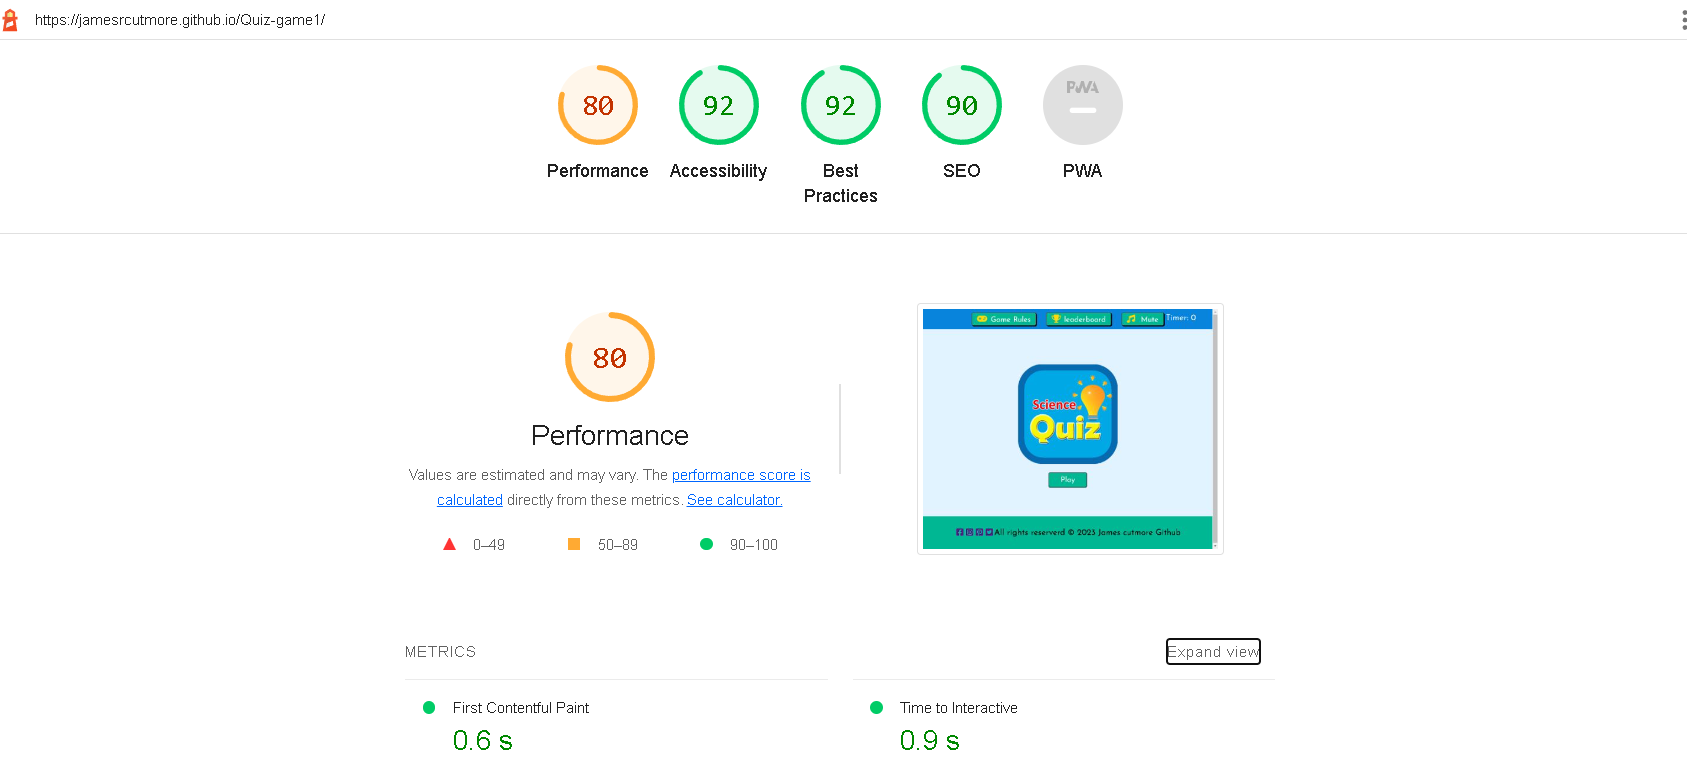 https://jamesrcutmore.github.io/Quiz-game1/
80
92
92
90
PWA
Performance
Accessibility
Best
Practices
SEO
PWA
80
Performance
Values are estimated and may vary. The performance score is
calculated directly from these metrics. See calculator.
0–49
50–89
90–100
Game Rules
leaderboard
Mute
Timer: 0
Science
Quiz
Play
All rights reserverd © 2023 James cutmore Github
METRICS
Expand view
First Contentful Paint
0.6 s
Time to Interactive
0.9 s